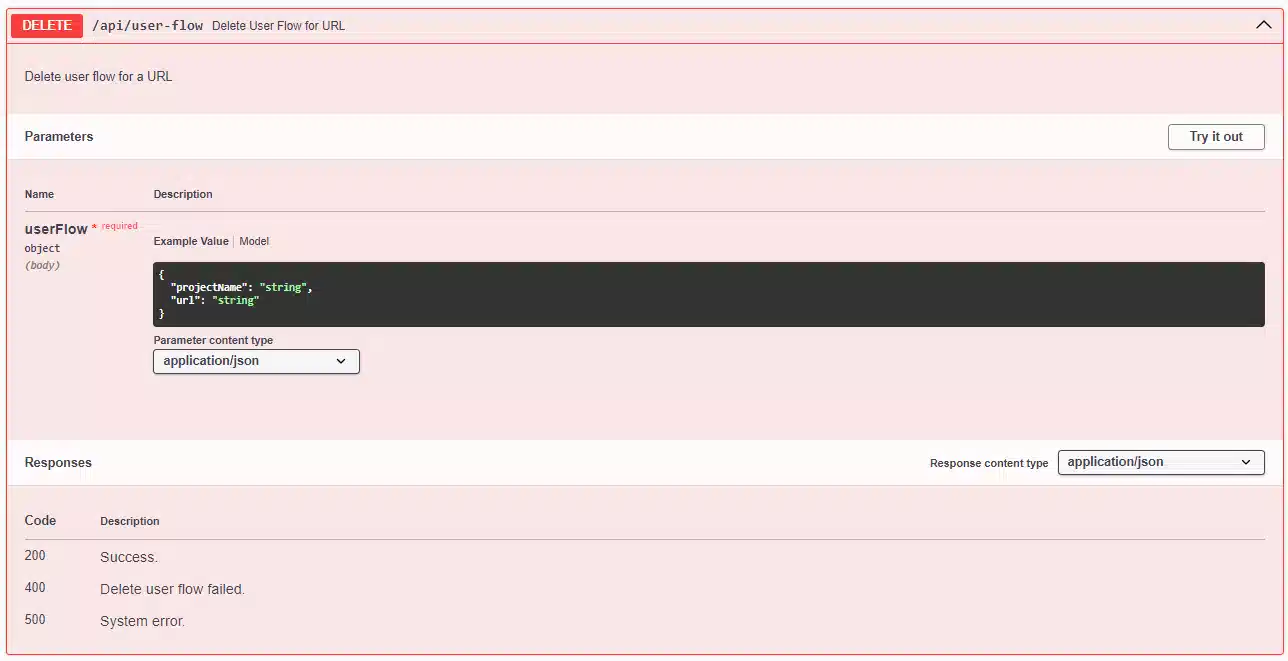 DELETE /api/user-flow Delete User Flow for URL
Delete user flow for a URL
Parameters Try it out
Name Description
userFlow * required
object
(body)
Example Value | Model
{
  "projectName": "string",
  "url": "string"
}
Parameter content type
application/json
Responses Response content type application/json
Code Description
200 Success.
400 Delete user flow failed.
500 System error.